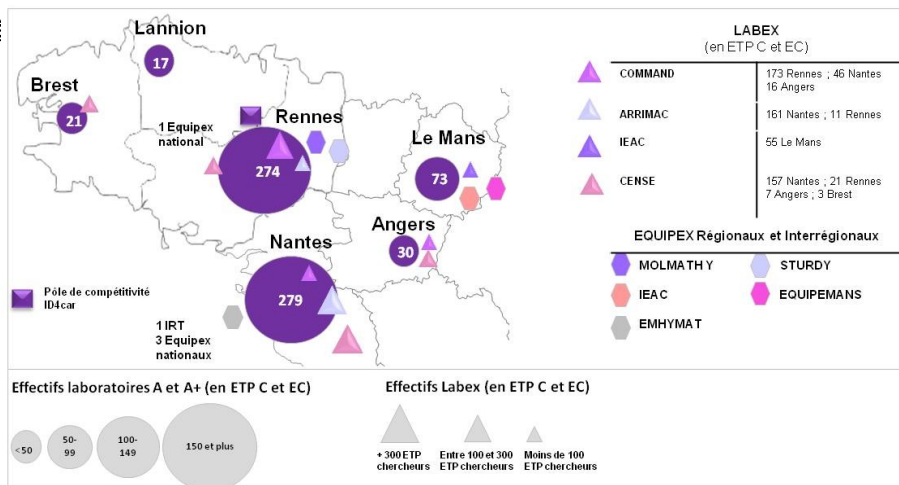 Lannion
17
Brest
21
1 Equipex
national
Rennes
274
Le Mans
73
Angers
30
Nantes
279
Pôle de compétitivité
ID4car
1 IRT
3 Equipex
nationaux
LABEX
(en ETP C et EC)
COMMAND
173 Rennes ; 46 Nantes
16 Angers
ARRIMAC
161 Nantes ; 11 Rennes
IEAC
55 Le Mans
CENSE
157 Nantes ; 21 Rennes
7 Angers ; 3 Brest
EQUIPEX Régionaux et Interrégionaux
MOLMATHY
STURDY
IEAC
EQUIPEMANS
EMHYMAT
Effectifs laboratoires A et A+ (en ETP C et EC)
<50
50-
99
100-
149
150 et plus
Effectifs Labex (en ETP C et EC)
+ 300 ETP
chercheurs
Entre 100 et 300
ETP chercheurs
Moins de 100
ETP chercheurs